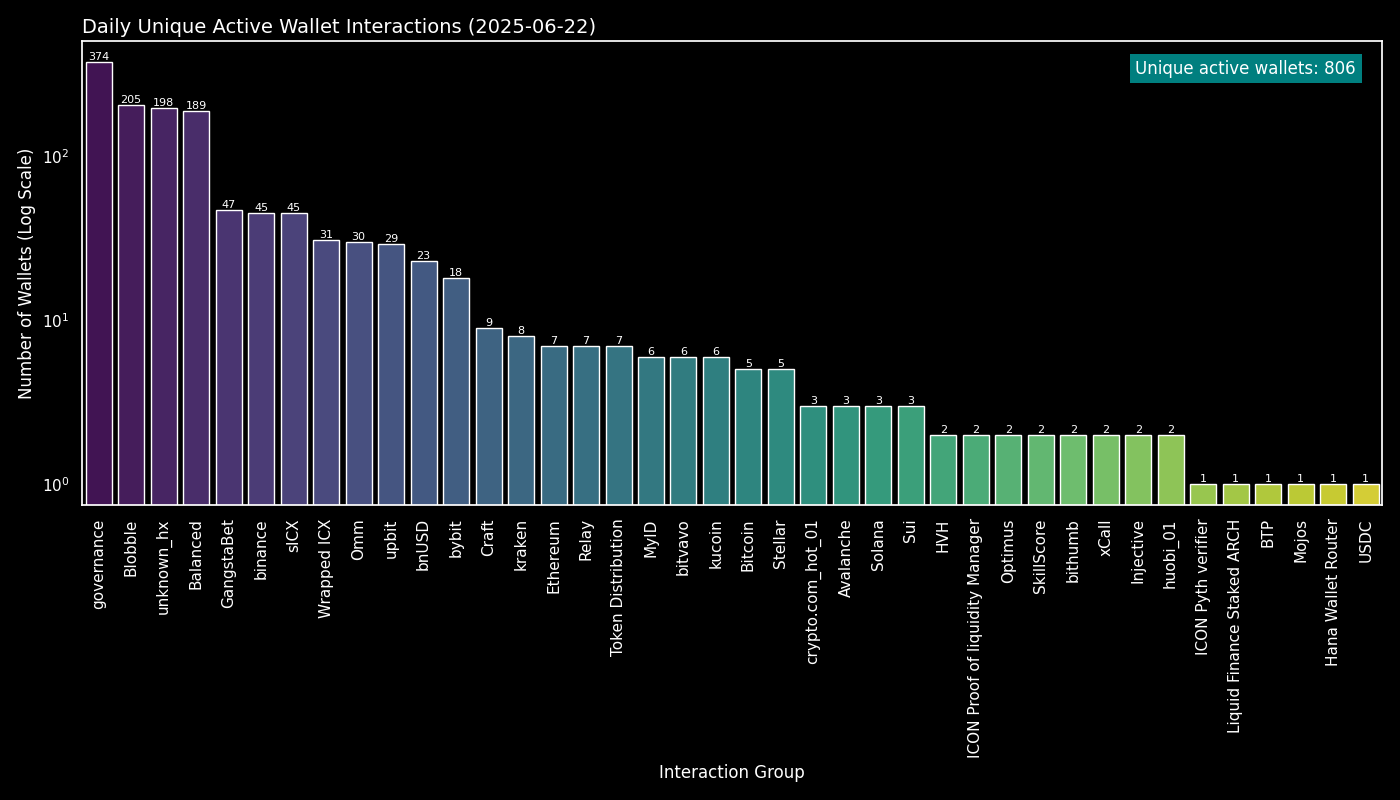 Daily Unique Active Wallet Interactions (2025-06-22)
Unique active wallets: 806
Number of Wallets (Log Scale)
10²
10¹
10⁰
374
205
198
189
47
45
45
31
30
29
23
18
9
8
7
7
7
6
6
6
5
5
3
3
3
3
2
2
2
2
2
2
2
2
1
1
1
1
1
1
governance
Blobble
unknown_hx
Balanced
GangstaBet
binance
sICX
Wrapped ICX
Omm
upbit
bnUSD
bybit
Craft
kraken
Ethereum
Relay
Token Distribution
MyID
bitvavo
kucoin
Bitcoin
Stellar
crypto.com_hot_01
Avalanche
Solana
Sui
HVH
ICON Proof of liquidity Manager
Optimus
SkillScore
bithumb
xCall
Injective
huobi_01
ICON Pyth verifier
Liquid Finance Staked ARCH
BTP
Mojos
Hana Wallet Router
USDC
Interaction Group